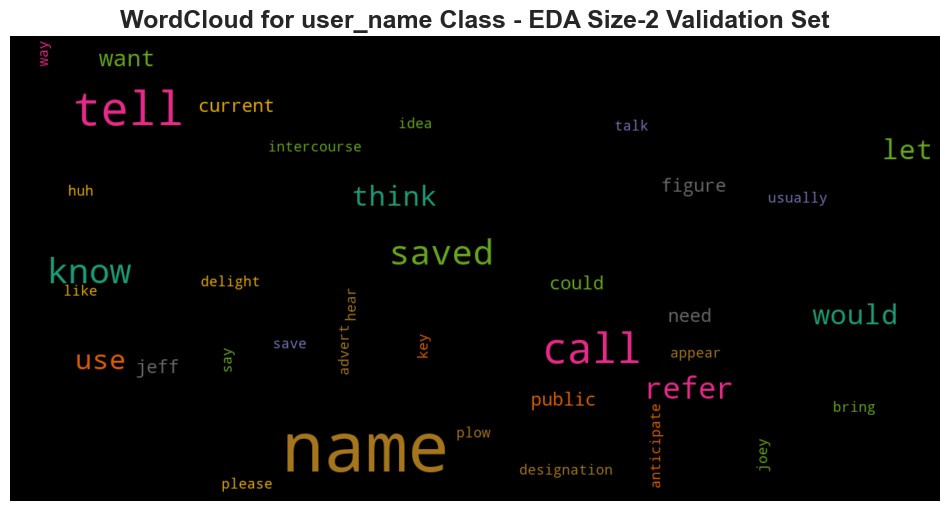 WordCloud for user_name Class - EDA Size-2 Validation Set
way
want
tell
current
idea
talk
intercourse
let
huh
think
figure
usually
saved
know
like
delight
hear
could
need
would
use
jeff
say
save
advert
key
call
appear
refer
public
bring
name
plow
designation
anticipate
joey
please